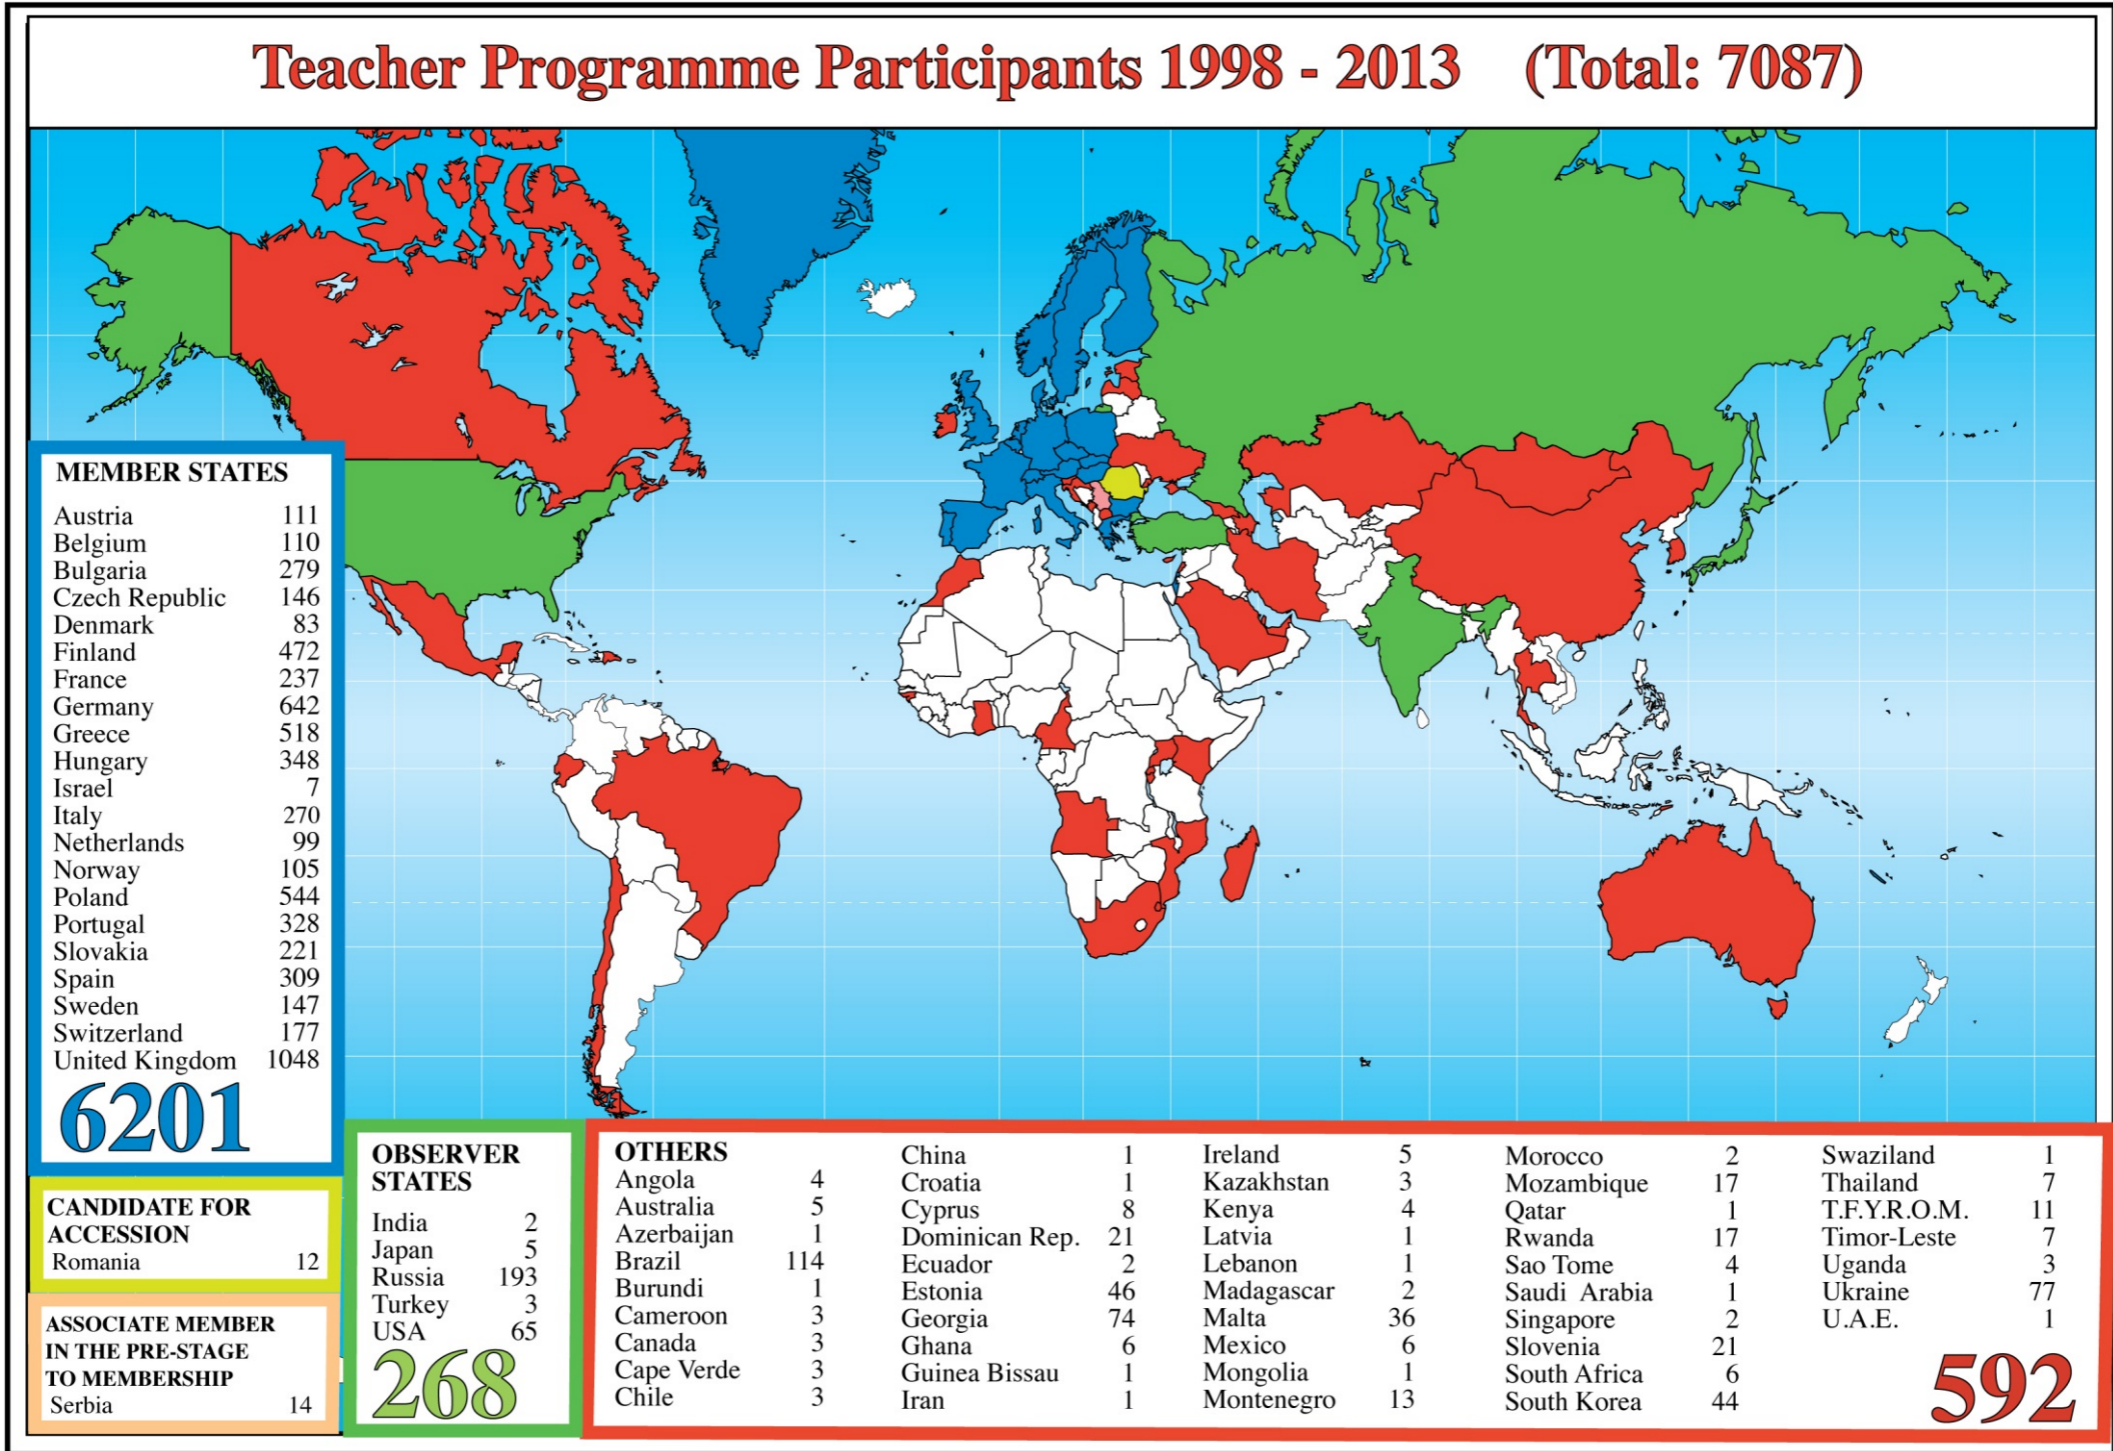 Teacher Programme Participants 1998 - 2013 (Total: 7087)
MEMBER STATES
Austria 111
Belgium 110
Bulgaria 279
Czech Republic 146
Denmark 83
Finland 472
France 237
Germany 642
Greece 518
Hungary 348
Israel 7
Italy 270
Netherlands 99
Norway 105
Poland 544
Portugal 328
Slovakia 221
Spain 309
Sweden 147
Switzerland 177
United Kingdom 1048
6201
CANDIDATE FOR
ACCESSION
Romania 12
ASSOCIATE MEMBER
IN THE PRE-STAGE
TO MEMBERSHIP
Serbia 14
OBSERVER
STATES
India 2
Japan 5
Russia 193
Turkey 3
USA 65
268
OTHERS
Angola 4
Australia 5
Azerbaijan 1
Brazil 114
Burundi 1
Cameroon 3
Canada 3
Cape Verde 3
Chile 3
China 1
Croatia 1
Cyprus 8
Dominican Rep. 21
Ecuador 2
Estonia 46
Georgia 74
Ghana 6
Guinea Bissau 1
Iran 1
Ireland 5
Kazakhstan 3
Kenya 4
Latvia 1
Lebanon 1
Madagascar 2
Malta 36
Mexico 6
Mongolia 1
Montenegro 13
Morocco 2
Mozambique 17
Qatar 1
Rwanda 17
Sao Tome 4
Saudi Arabia 1
Singapore 2
Slovenia 21
South Africa 6
South Korea 44
Swaziland 1
Thailand 7
T.F.Y.R.O.M. 11
Timor-Leste 7
Uganda 3
Ukraine 77
U.A.E. 1
592